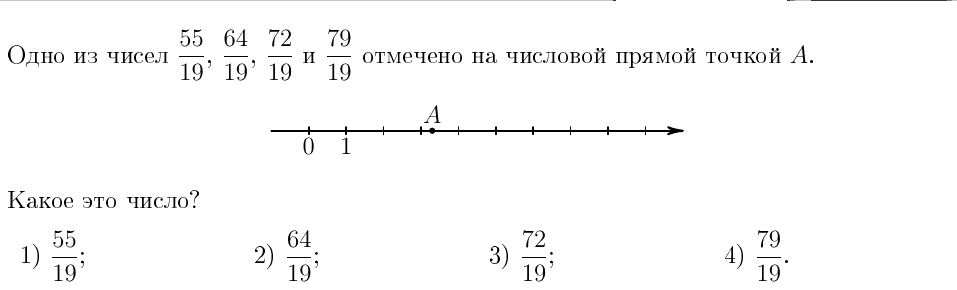 Одно из чисел 55/19, 64/19, 72/19 и 79/19 отмечено на числовой прямой точкой A.
A
0 1
Какое это число?
1) 55/19; 2) 64/19; 3) 72/19; 4) 79/19.